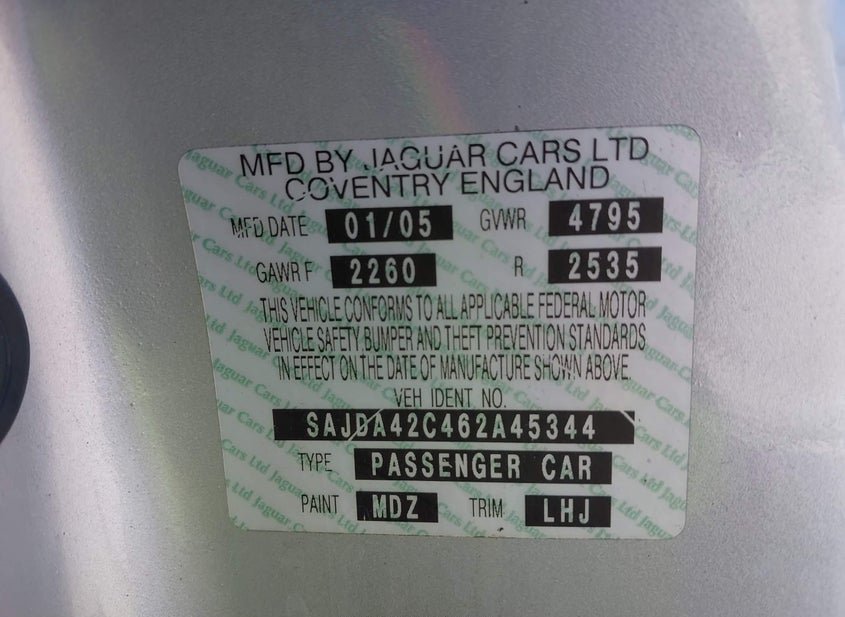 MFD BY JAGUAR CARS LTD
COVENTRY ENGLAND
MFD DATE 01/05 GVWR 4795
GAWR F 2260 R 2535
THIS VEHICLE CONFORMS TO ALL APPLICABLE FEDERAL MOTOR
VEHICLE SAFETY, BUMPER AND THEFT PREVENTION STANDARDS
IN EFFECT ON THE DATE OF MANUFACTURE SHOWN ABOVE.
VEH IDENT NO.
SAJDA42C462A45344
TYPE PASSENGER CAR
PAINT MDZ TRIM LHJ